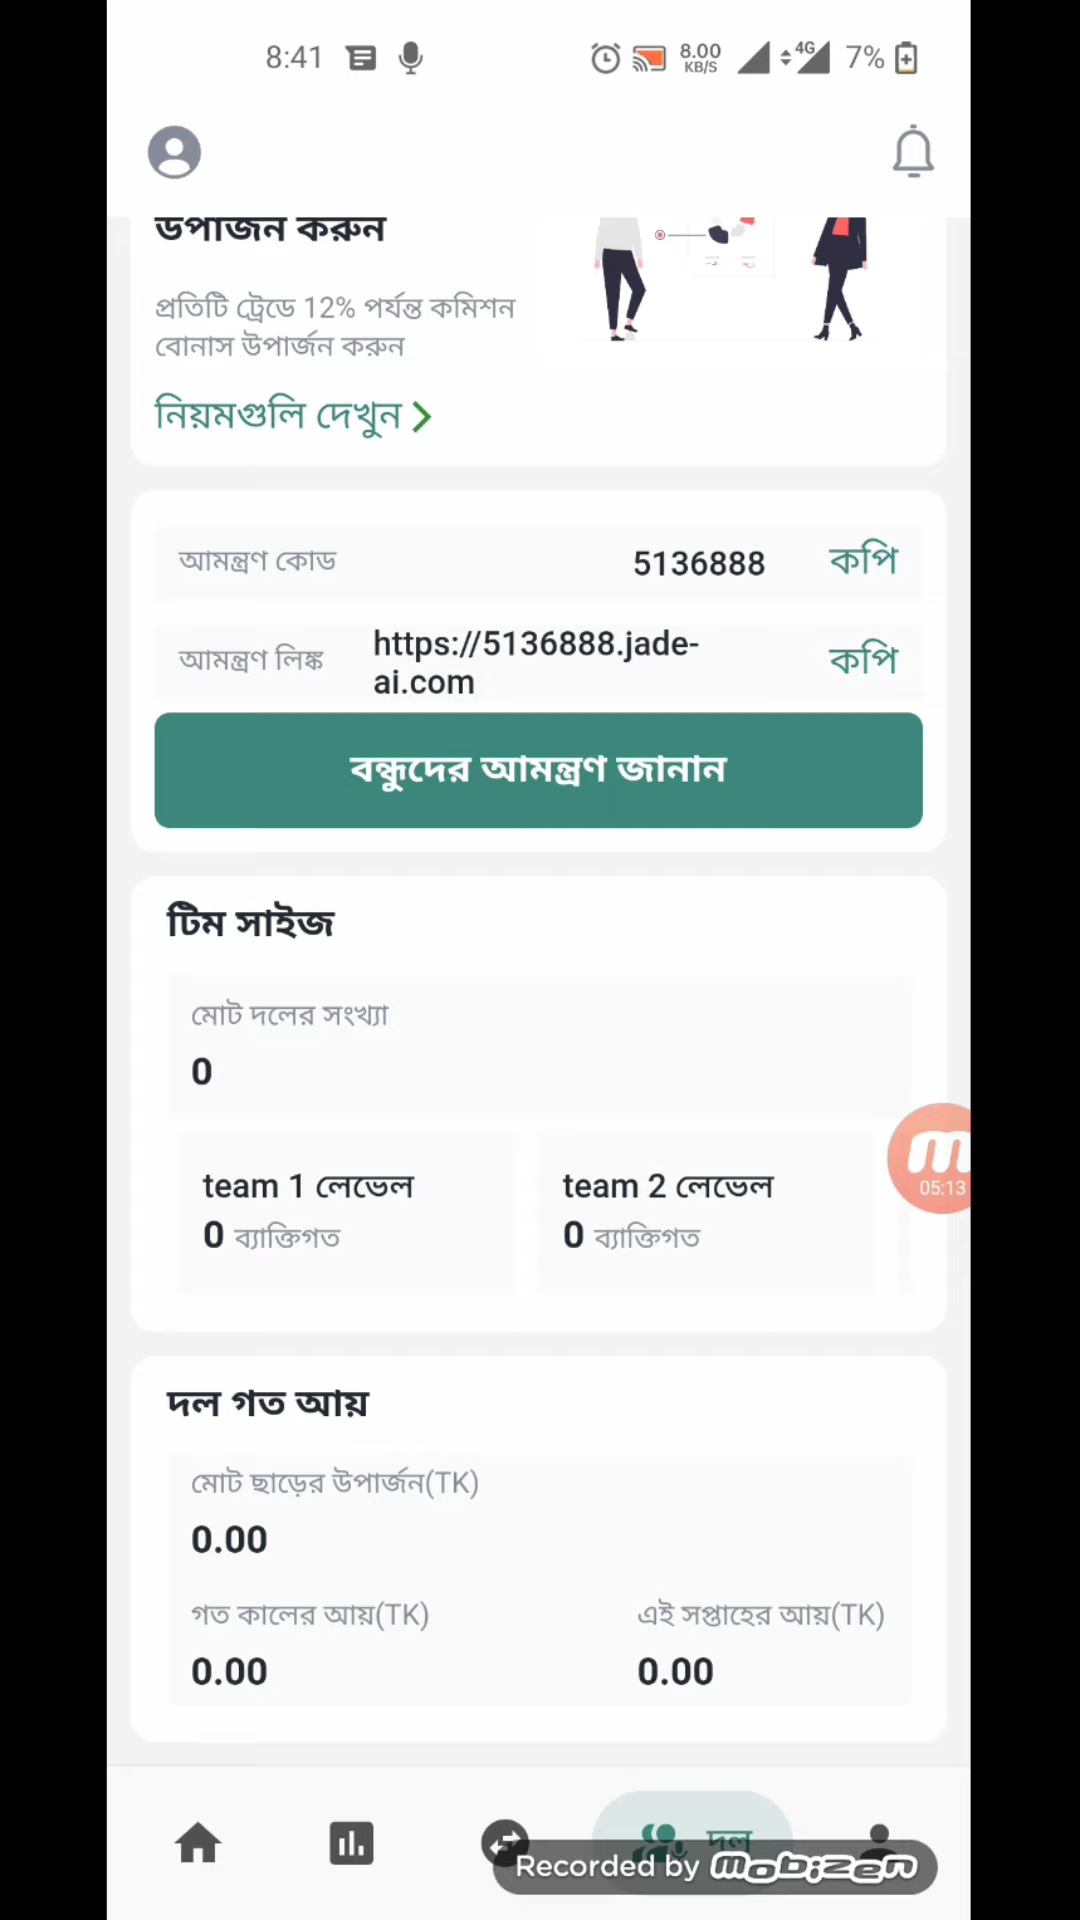 8:41 8.00 KB/S 4G 7%
উপার্জন করুন
প্রতিটি ট্রেডে 12% পর্যন্ত কমিশন
বোনাস উপার্জন করুন
নিয়মগুলি দেখুন
আমন্ত্রণ কোড 5136888 কপি
আমন্ত্রণ লিঙ্ক https://5136888.jade-
ai.com কপি
বন্ধুদের আমন্ত্রণ জানান
টিম সাইজ
মোট দলের সংখ্যা
0
team 1 লেভেল team 2 লেভেল
0 ব্যাক্তিগত 0 ব্যাক্তিগত
05:13
দল গত আয়
মোট ছাড়ের উপার্জন(TK)
0.00
গত কালের আয়(TK) এই সপ্তাহের আয়(TK)
0.00 0.00
দল
Recorded by mobizen